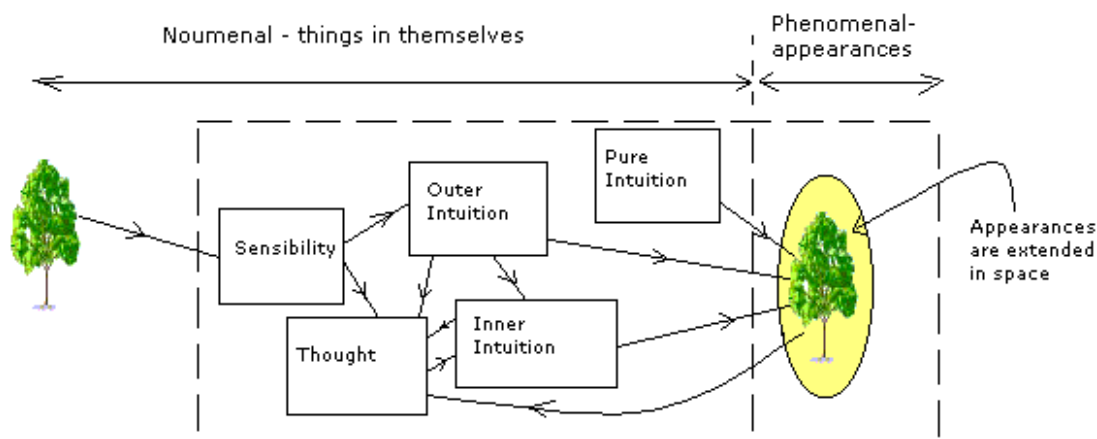 Noumenal - things in themselves
Phenomenal-
appearances
Pure
Intuition
Outer
Intuition
Sensibility
Appearances
are extended
in space
Inner
Intuition
Thought